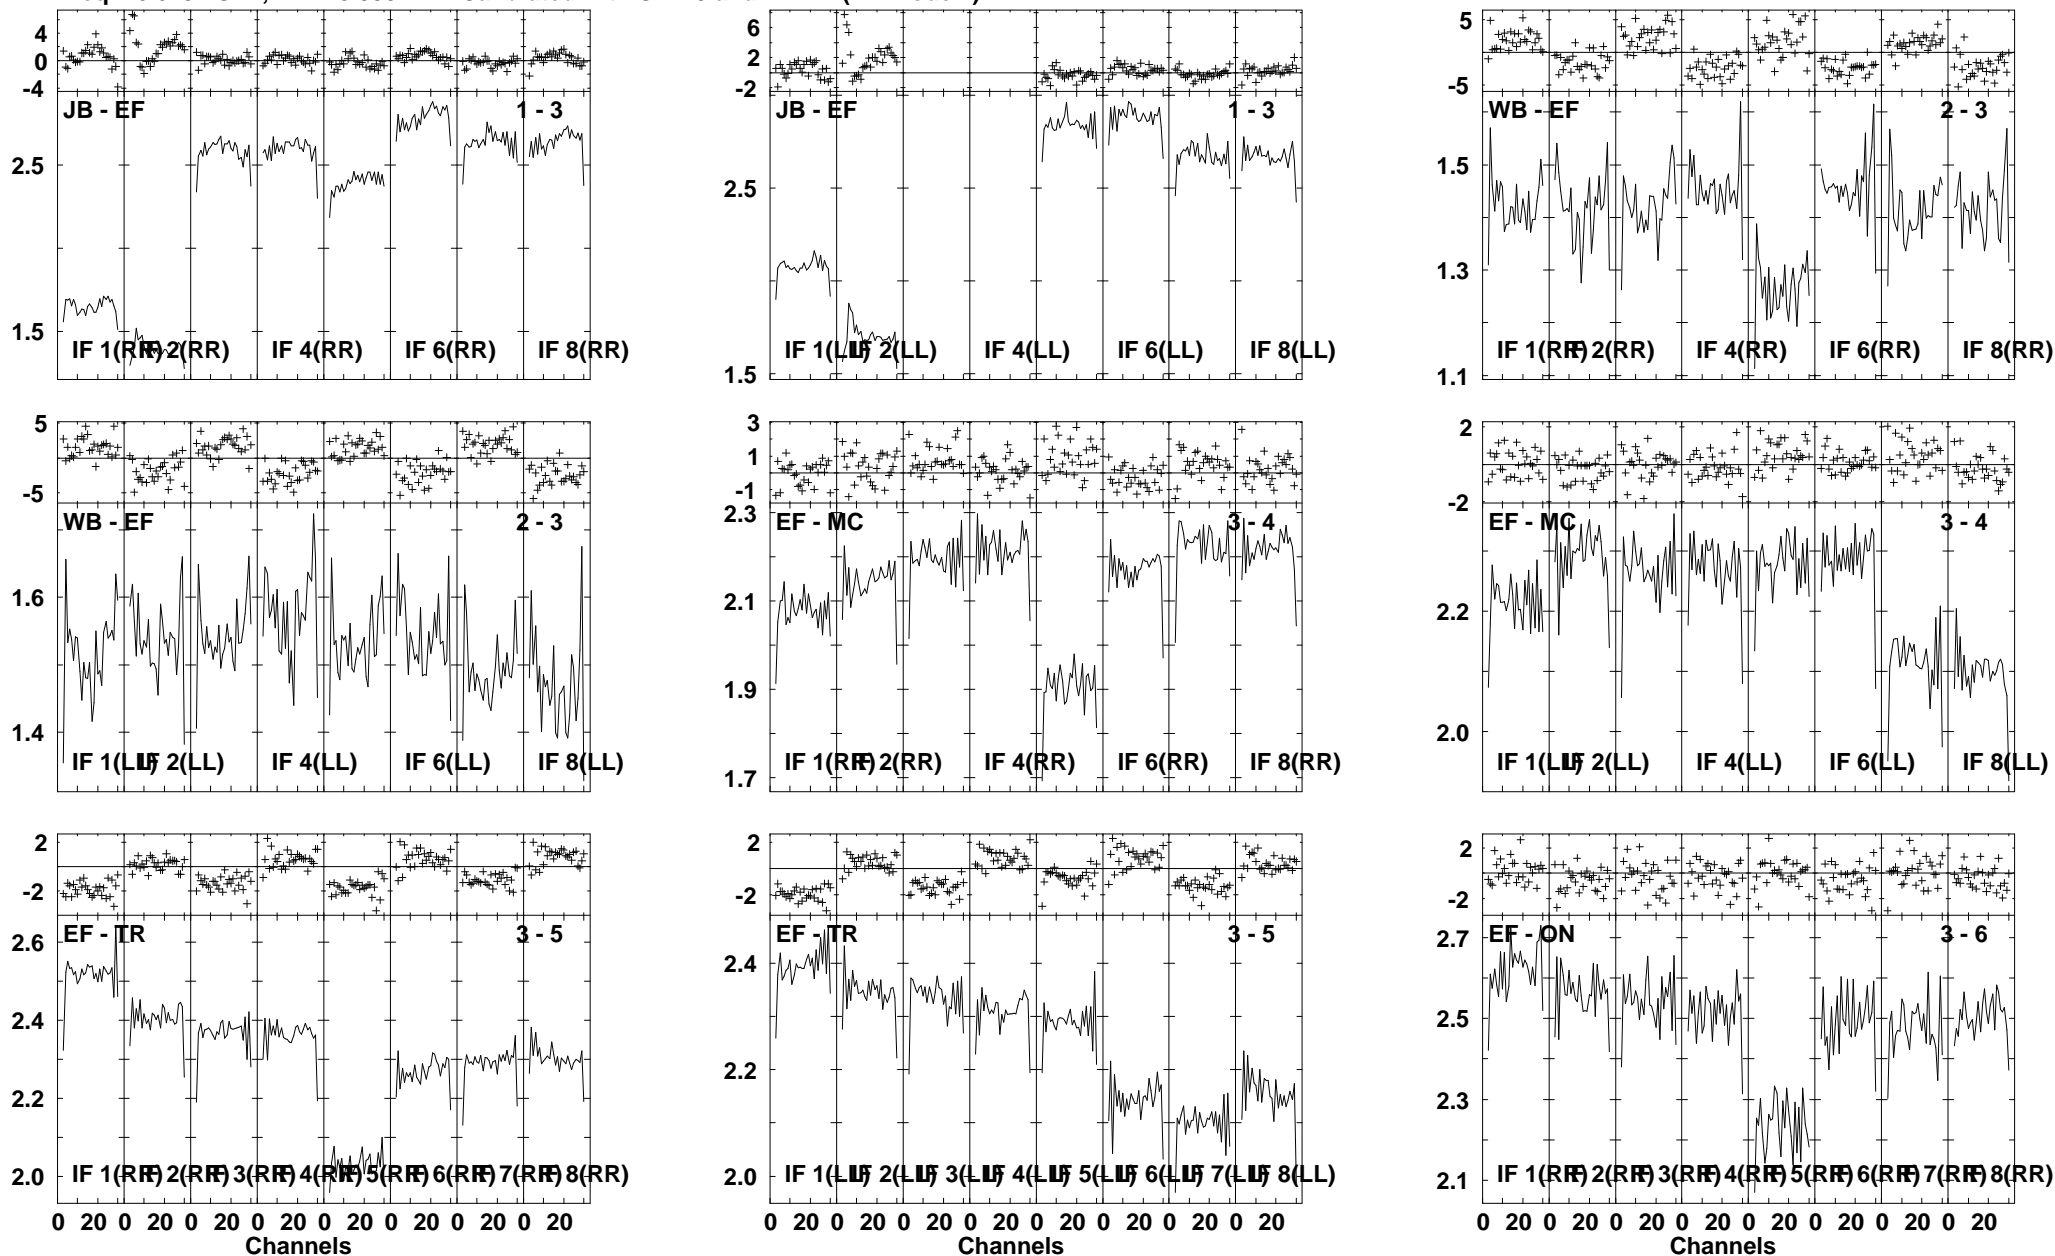 4
0
-4
JB - EF 1 - 3
2.5
1.5
IF 1(RR) IF 2(RR) IF 4(RR) IF 6(RR) IF 8(RR)
6
2
-2
JB - EF 1 - 3
2.5
1.5
IF 1(LL) IF 2(LL) IF 4(LL) IF 6(LL) IF 8(LL)
5
-5
WB - EF 2 - 3
1.5
1.3
1.1
IF 1(RR) IF 2(RR) IF 4(RR) IF 6(RR) IF 8(RR)
5
-5
WB - EF 2 - 3
1.6
1.4
IF 1(LL) IF 2(LL) IF 4(LL) IF 6(LL) IF 8(LL)
3
1
-1
EF - MC 3 - 4
2.3
2.1
1.9
1.7
IF 1(RR) IF 2(RR) IF 4(RR) IF 6(RR) IF 8(RR)
2
-2
EF - MC 3 - 4
2.2
2.0
IF 1(LL) IF 2(LL) IF 4(LL) IF 6(LL) IF 8(LL)
2
-2
EF - TR 3 - 5
2.6
2.4
2.2
2.0
IF 1(RR) IF 2(RR) IF 3(RR) IF 4(RR) IF 5(RR) IF 6(RR) IF 7(RR) IF 8(RR)
0 20 0 20 0 20 0 20 0 20 0 20 0 20 0 20
Channels
2
-2
EF - TR 3 - 5
2.4
2.2
2.0
IF 1(LL) IF 2(LL) IF 3(LL) IF 4(LL) IF 5(LL) IF 6(LL) IF 7(LL) IF 8(LL)
0 20 0 20 0 20 0 20 0 20 0 20 0 20 0 20
Channels
2
-2
EF - ON 3 - 6
2.7
2.5
2.3
2.1
IF 1(RR) IF 2(RR) IF 3(RR) IF 4(RR) IF 5(RR) IF 6(RR) IF 7(RR) IF 8(RR)
0 20 0 20 0 20 0 20 0 20 0 20 0 20 0 20
Channels